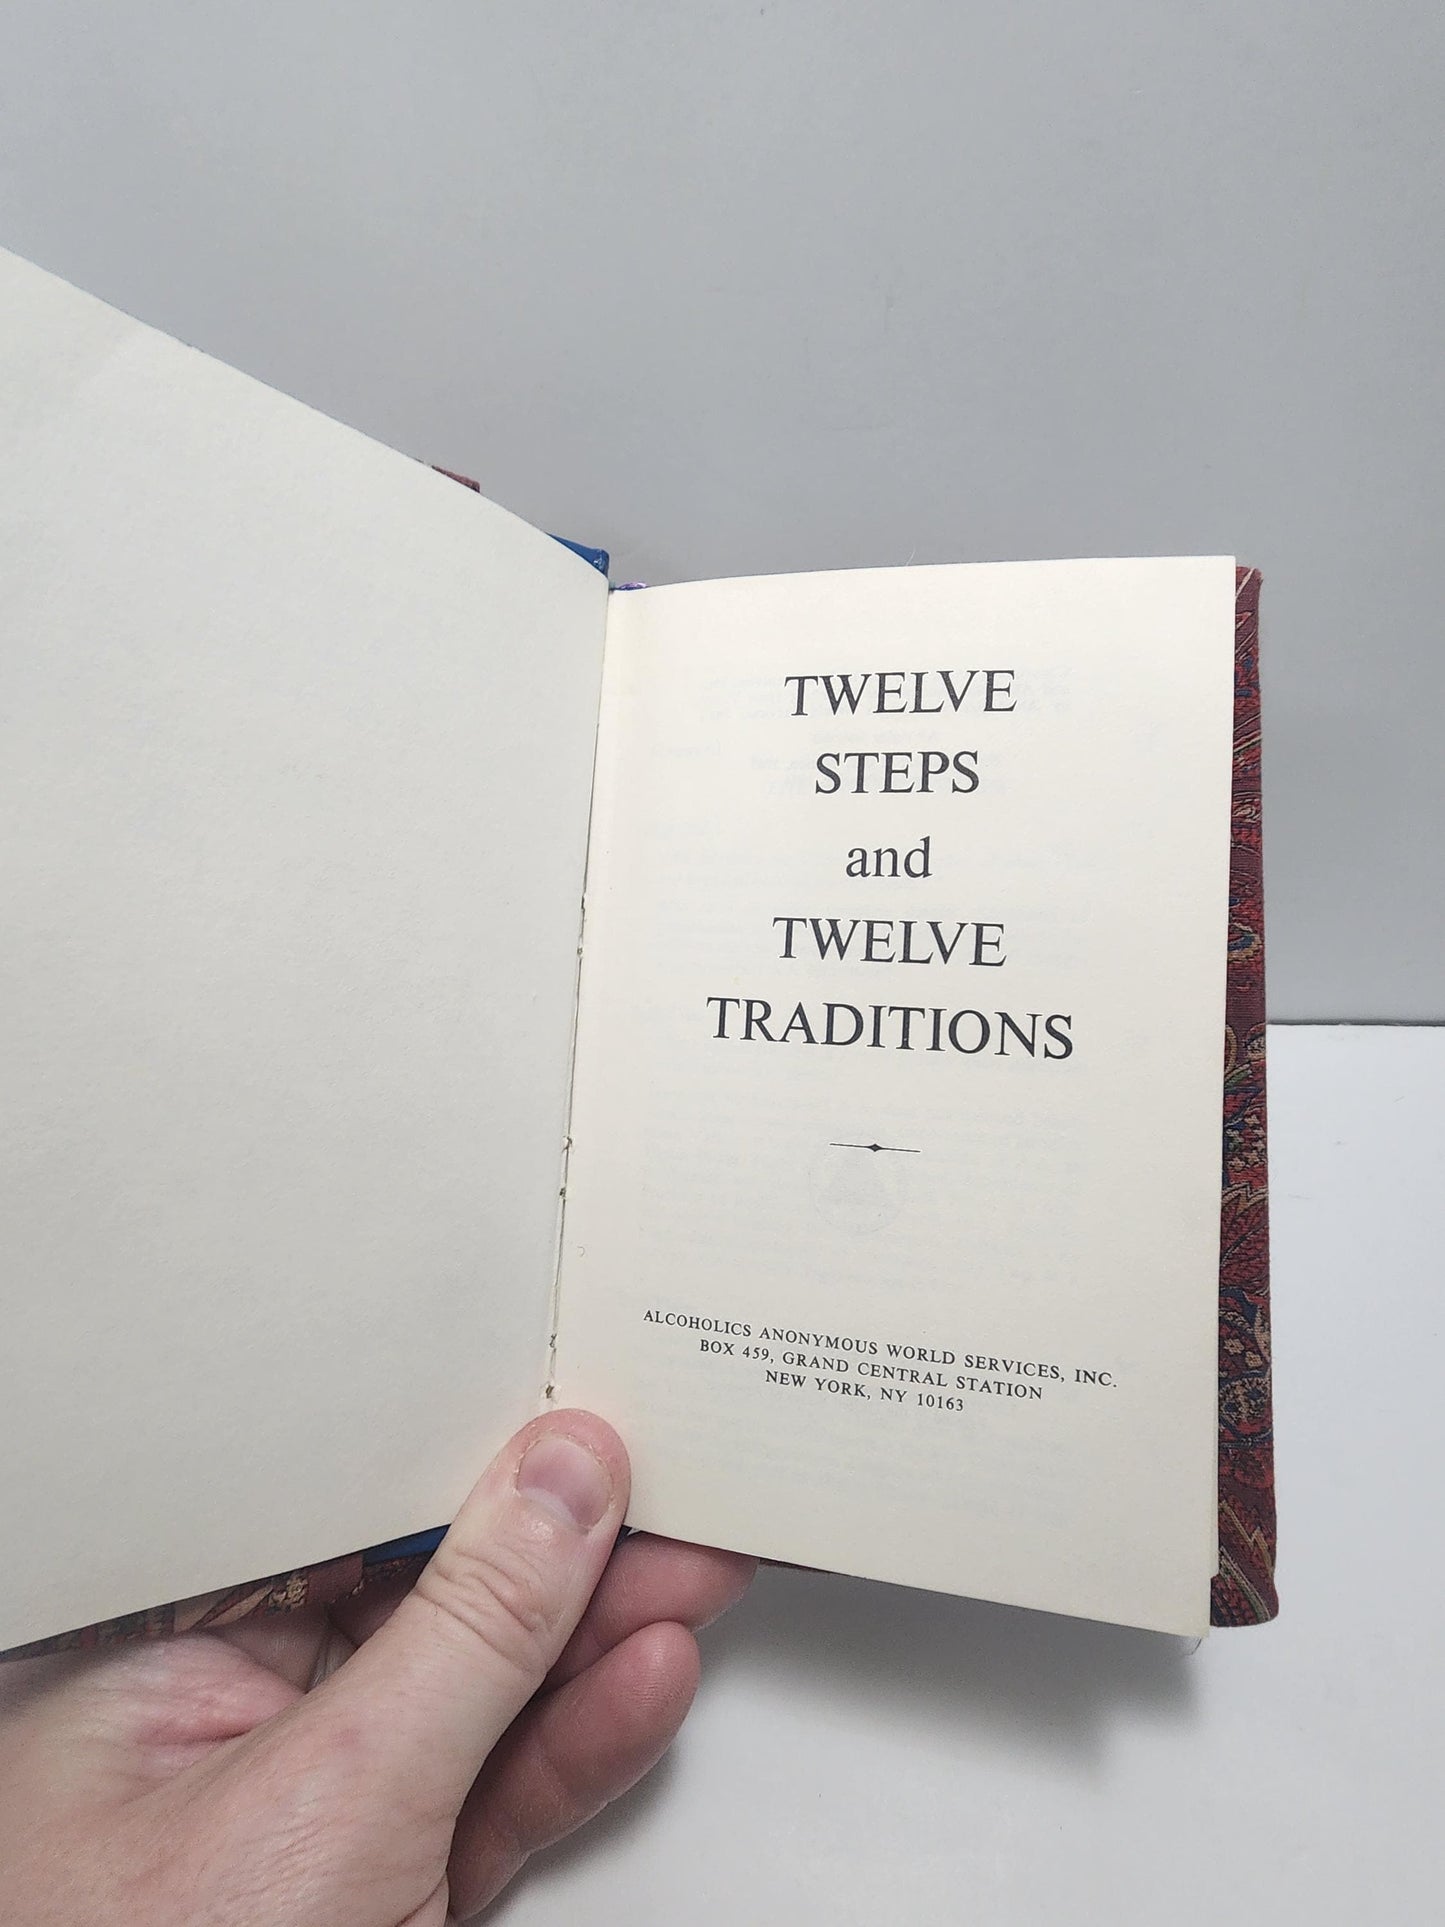 TWELVE
STEPS
and
TWELVE
TRADITIONS
ALCOHOLICS ANONYMOUS WORLD SERVICES, INC.
BOX 459, GRAND CENTRAL STATION
NEW YORK, NY 10163